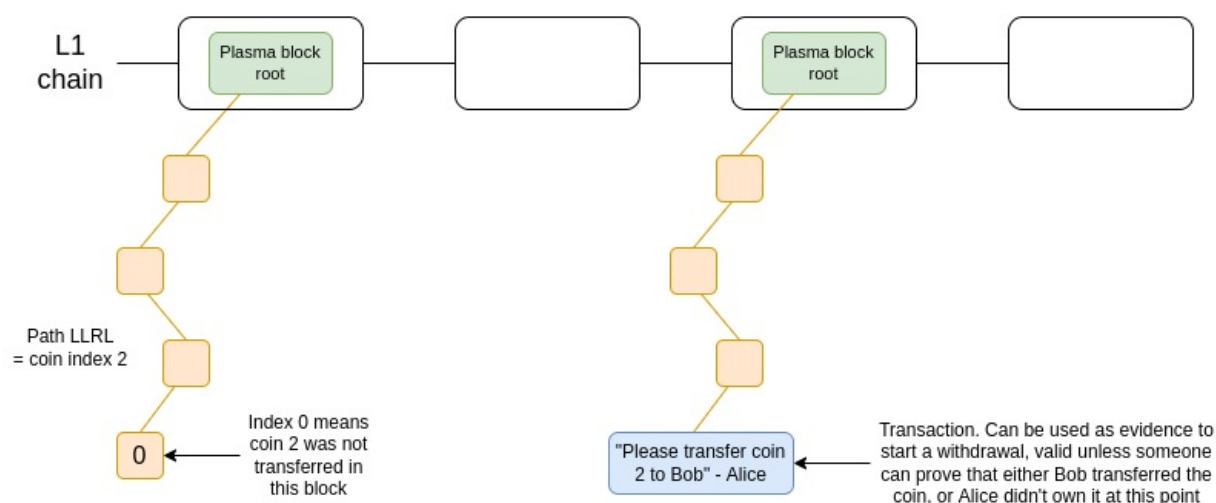 L1
chain
Plasma block
root
Plasma block
root
Path LLRL
= coin index 2
0
Index 0 means
coin 2 was not
transferred in
this block
"Please transfer coin
2 to Bob" - Alice
Transaction. Can be used as evidence to
start a withdrawal, valid unless someone
can prove that either Bob transferred the
coin, or Alice didn't own it at this point